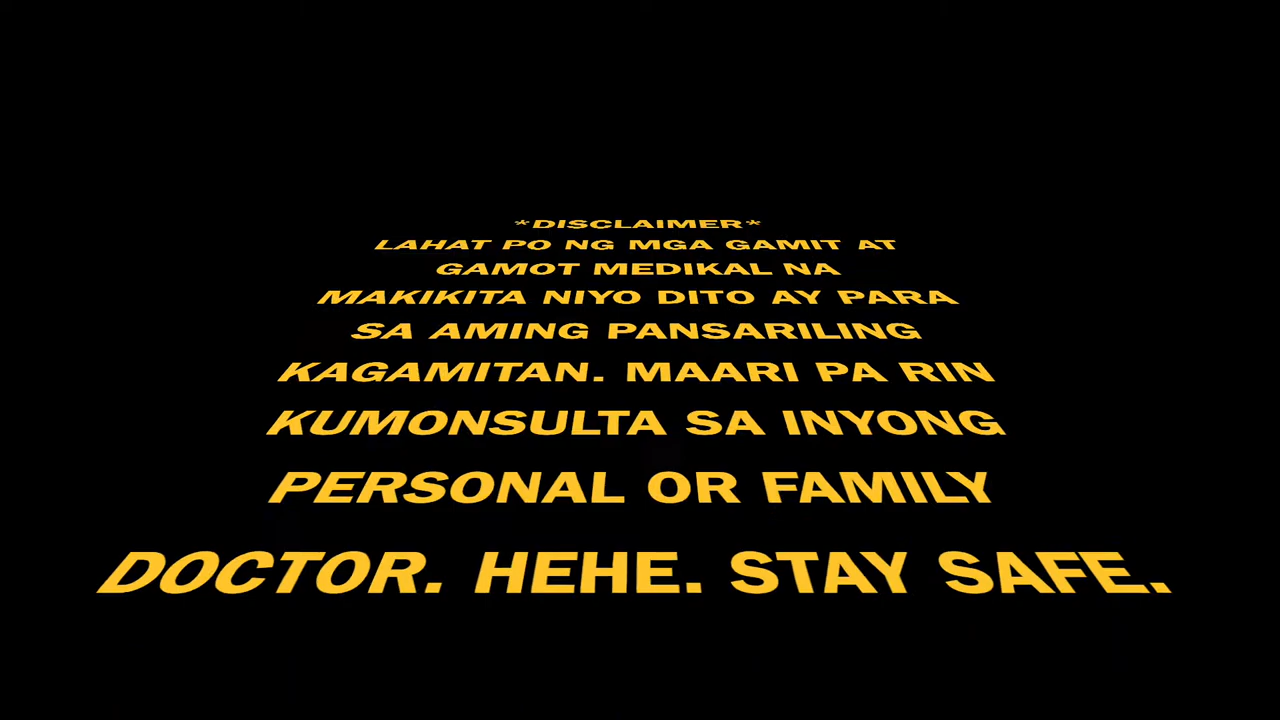 *DISCLAIMER*
LAHAT PO NG MGA GAMIT AT
GAMOT MEDIKAL NA
MAKIKITA NIYO DITO AY PARA
SA AMING PANSARILING
KAGAMITAN. MAARI PA RIN
KUMONSULTA SA INYONG
PERSONAL OR FAMILY
DOCTOR. HEHE. STAY SAFE.